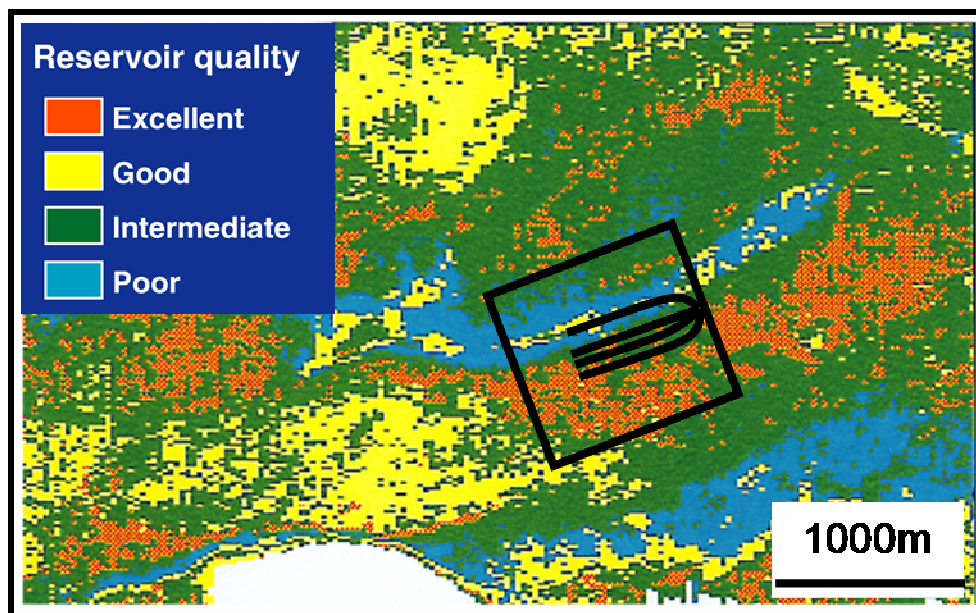 Reservoir quality
Excellent
Good
Intermediate
Poor
1000m